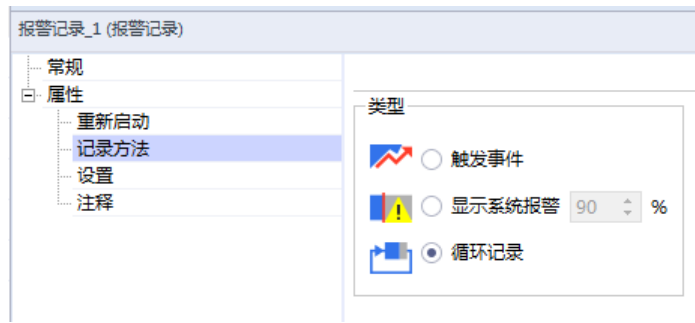 报警记录_1 (报警记录)
常规
属性
重新启动
记录方法
设置
注释
类型
触发事件
显示系统报警 90 %
循环记录